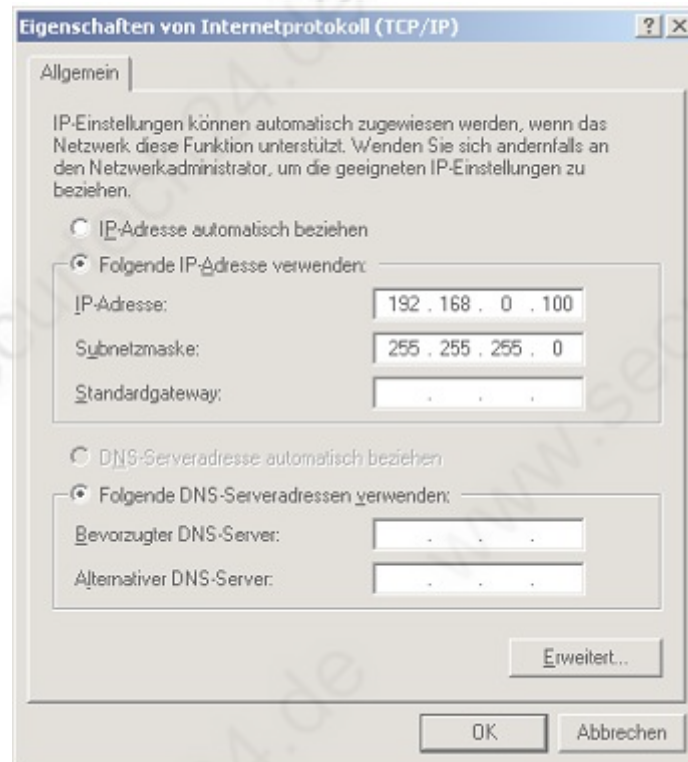 Eigenschaften von Internetprotokoll (TCP/IP)
Allgemein
IP-Einstellungen können automatisch zugewiesen werden, wenn das
Netzwerk diese Funktion unterstützt. Wenden Sie sich andernfalls an
den Netzwerkadministrator, um die geeigneten IP-Einstellungen zu
beziehen.
IP-Adresse automatisch beziehen
Folgende IP-Adresse verwenden:
IP-Adresse: 192 . 168 . 0 . 100
Subnetzmaske: 255 . 255 . 255 . 0
Standardgateway: . . .
DNS-Serveradresse automatisch beziehen
Folgende DNS-Serveradressen verwenden:
Bevorzugter DNS-Server: . . .
Alternativer DNS-Server: . . .
Erweitert...
OK Abbrechen